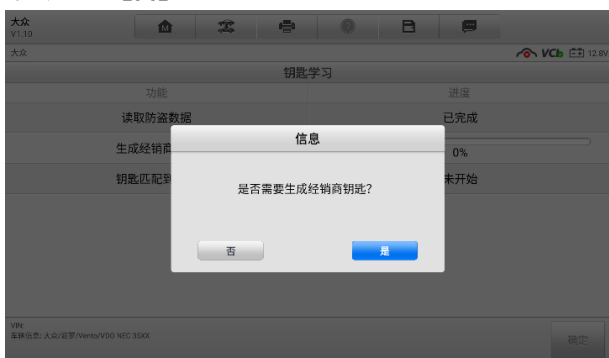 大众
V1.10
大众
VCI
12.8V
钥匙学习
功能
进度
读取防盗数据
已完成
生成经销商
0%
钥匙匹配到
未开始
信息
是否需要生成经销商钥匙?
否
是
VIN:
车辆信息: 大众/追罗/Vento/VDO NEC 35XX
确定